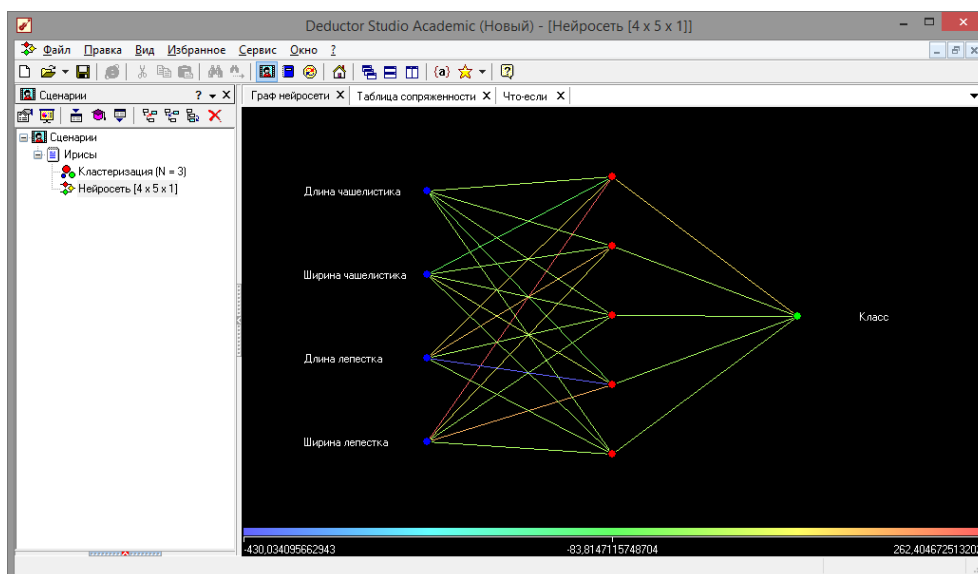 Deductor Studio Academic (Новый) - [Нейросеть [4 x 5 x 1]]
Файл Правка Вид Избранное Сервис Окно ?
Сценарии
Граф нейросети X Таблица сопряженности X Что-если X
Сценарии
Ирисы
Кластеризация (N = 3)
Нейросеть [4 x 5 x 1]
Длина чашелистика
Ширина чашелистика
Длина лепестка
Ширина лепестка
Класс
-430,034095662943 -83,8147115748704 262,404672513202